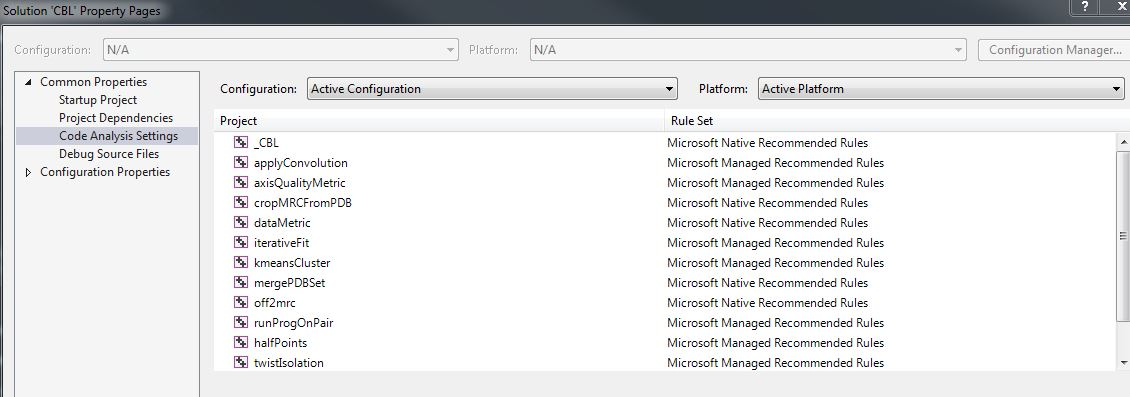 Solution 'CBL' Property Pages
?
Configuration: N/A Platform: N/A Configuration Manager...
Common Properties
Startup Project
Project Dependencies
Code Analysis Settings
Debug Source Files
Configuration Properties
Configuration: Active Configuration Platform: Active Platform
Project Rule Set
_CBL Microsoft Native Recommended Rules
applyConvolution Microsoft Managed Recommended Rules
axisQualityMetric Microsoft Managed Recommended Rules
cropMRCFromPDB Microsoft Native Recommended Rules
dataMetric Microsoft Native Recommended Rules
iterativeFit Microsoft Managed Recommended Rules
kmeansCluster Microsoft Managed Recommended Rules
mergePDBSet Microsoft Native Recommended Rules
off2mrc Microsoft Native Recommended Rules
runProgOnPair Microsoft Managed Recommended Rules
halfPoints Microsoft Managed Recommended Rules
twistIsolation Microsoft Managed Recommended Rules